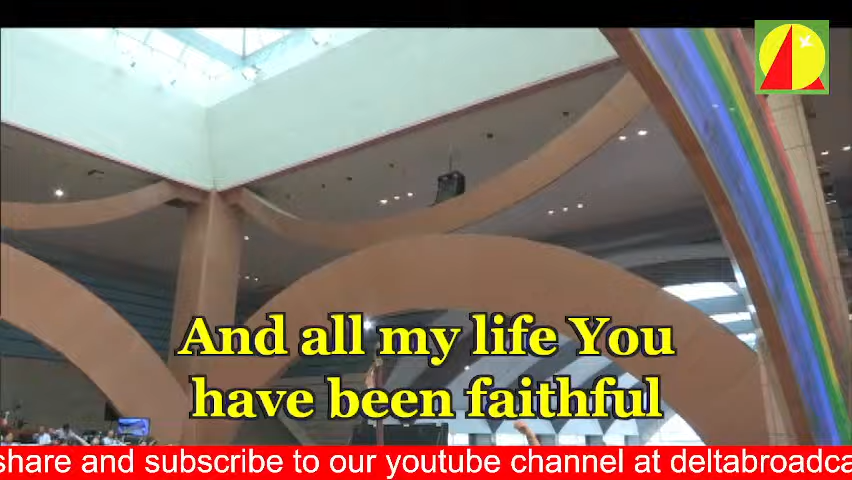 And all my life You
have been faithful
share and subscribe to our youtube channel at deltabroadca